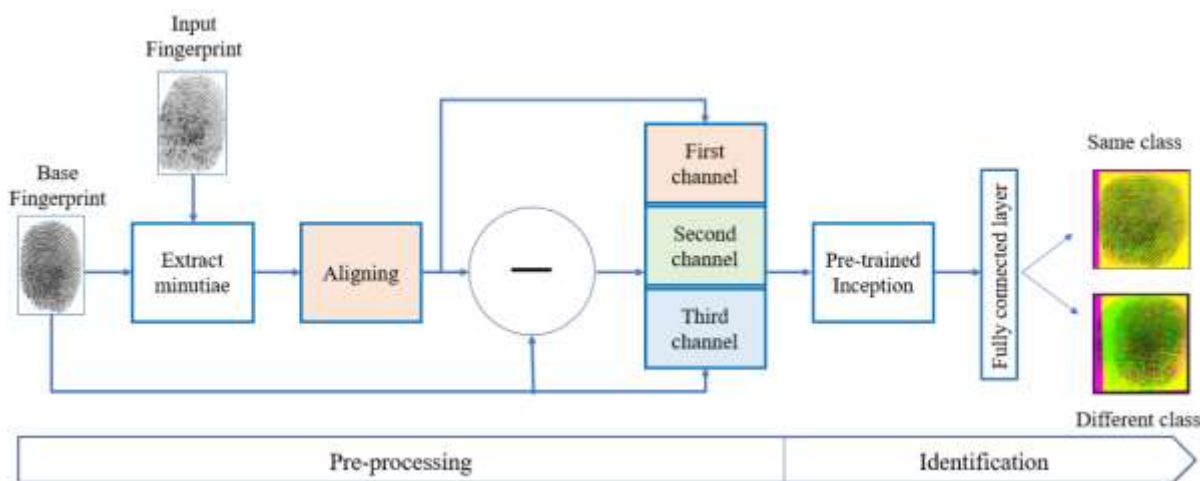 Input
Fingerprint
Base
Fingerprint
Extract
minutiae
Aligning
First
channel
Second
channel
Third
channel
Pre-trained
Inception
Fully connected layer
Same class
Different class
Pre-processing
Identification